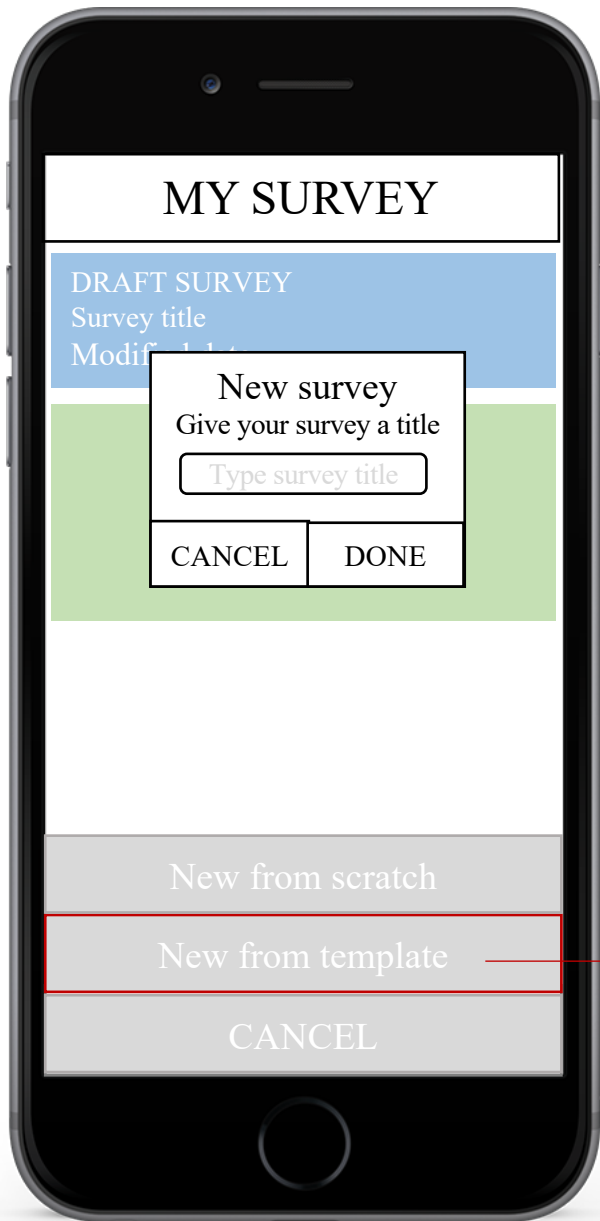 MY SURVEY
DRAFT SURVEY
Survey title
New survey
Give your survey a title
Type survey title
CANCEL
DONE
New from scratch
New from template
CANCEL